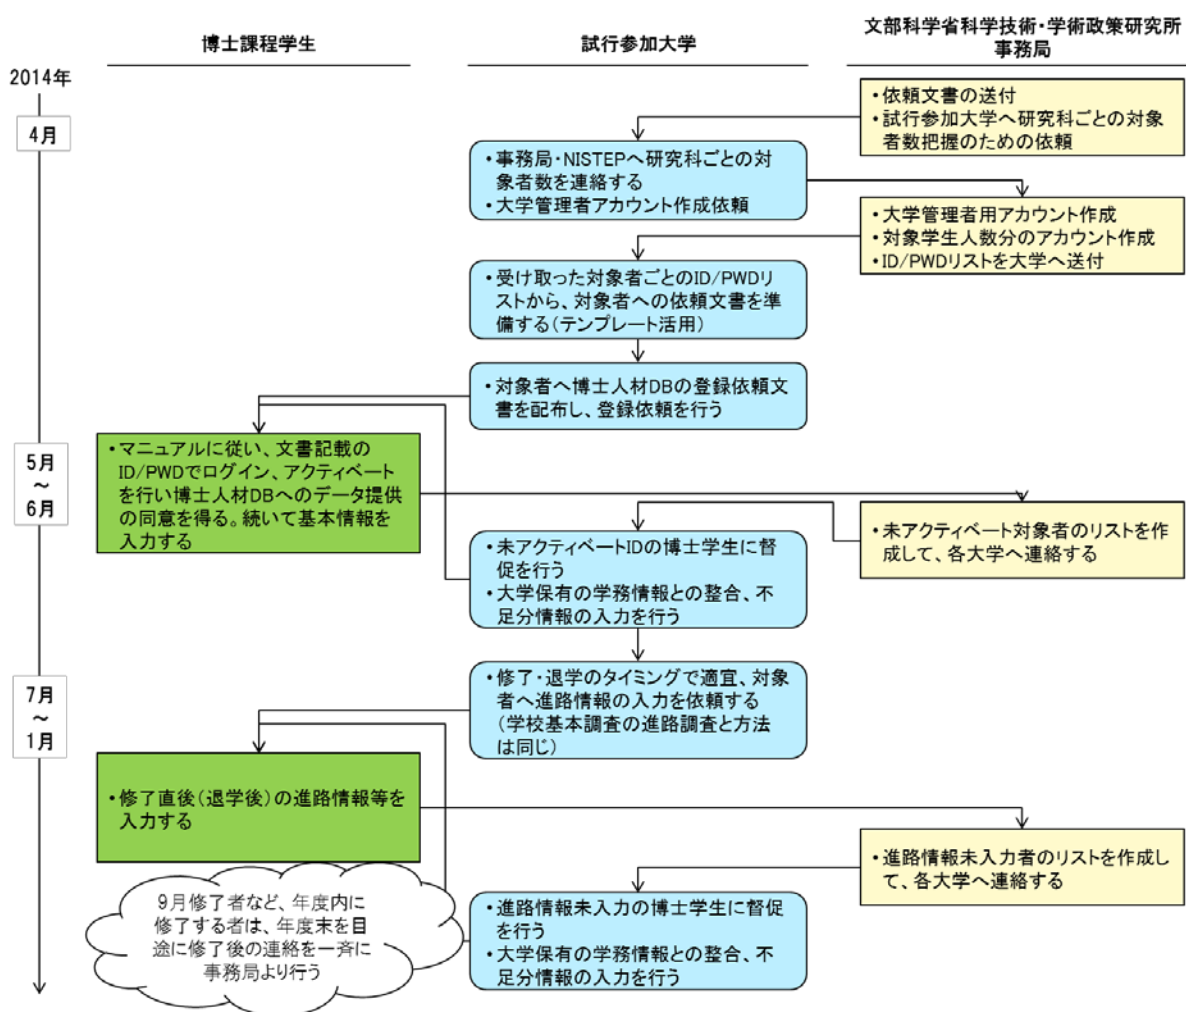 博士課程学生
試行参加大学
文部科学省科学技術・学術政策研究所
事務局
2014年
4月
・依頼文書の送付
・試行参加大学へ研究科ごとの対象
者数把握のための依頼
・事務局・NISTEPへ研究科ごとの対
象者数を連絡する
・大学管理者アカウント作成依頼
・大学管理者用アカウント作成
・対象学生人数分のアカウント作成
・ID/PWDリストを大学へ送付
・受け取った対象者ごとのID/PWDリ
ストから、対象者への依頼文書を準
備する(テンプレート活用)
・対象者へ博士人材DBの登録依頼文
書を配布し、登録依頼を行う
5月
～
6月
・マニュアルに従い、文書記載の
ID/PWDでログイン、アクティベート
を行い博士人材DBへのデータ提供
の同意を得る。続いて基本情報を
入力する
・未アクティベート対象者のリストを作
成して、各大学へ連絡する
・未アクティベートIDの博士学生に督
促を行う
・大学保有の学務情報との整合、不
足分情報の入力を行う
7月
～
1月
・修了・退学のタイミングで適宜、対象
者へ進路情報の入力を依頼する
(学校基本調査の進路調査と方法
は同じ)
・修了直後(退学後)の進路情報等を
入力する
・進路情報未入力者のリストを作成し
て、各大学へ連絡する
9月修了者など、年度内に
修了する者は、年度末を目
途に修了後の連絡を一斉に
事務局より行う
・進路情報未入力の博士学生に督促
を行う
・大学保有の学務情報との整合、不
足分情報の入力を行う